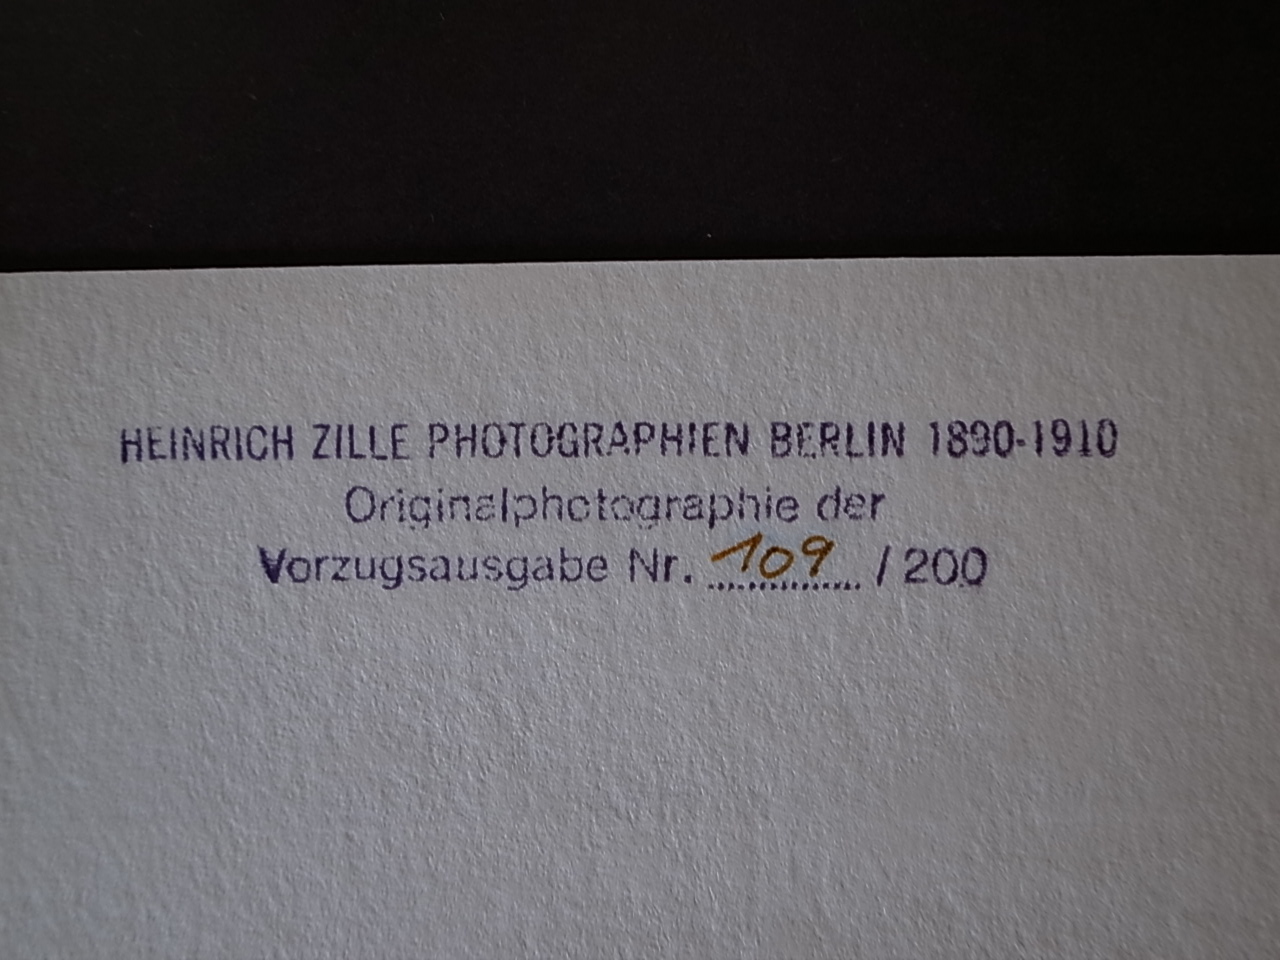 HEINRICH ZILLE PHOTOGRAPHIEN BERLIN 1890-1910
Originalphotographie der
Vorzugsausgabe Nr. 109 / 200